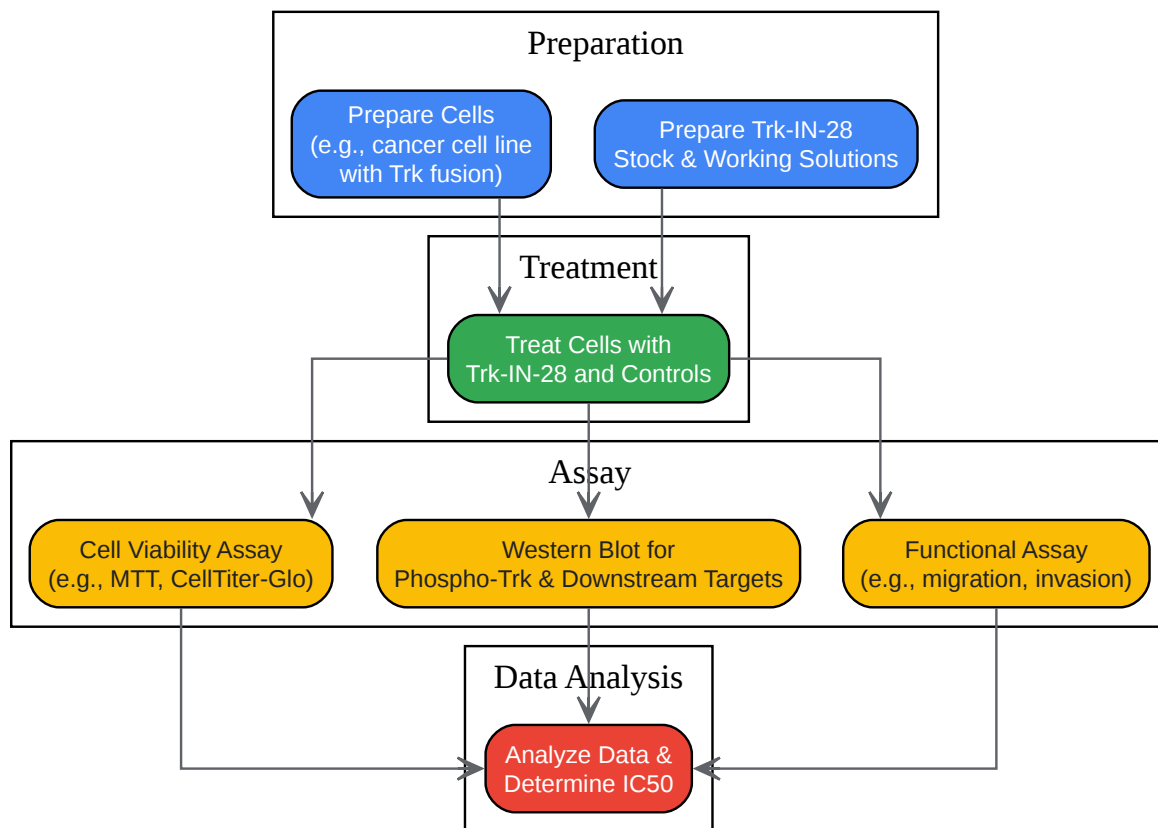 Preparation
Prepare Cells
(e.g., cancer cell line
with Trk fusion)
Prepare Trk-IN-28
Stock & Working Solutions
Treatment
Treat Cells with
Trk-IN-28 and Controls
Assay
Cell Viability Assay
(e.g., MTT, CellTiter-Glo)
Western Blot for
Phospho-Trk & Downstream Targets
Functional Assay
(e.g., migration, invasion)
Data Analysis
Analyze Data &
Determine IC50